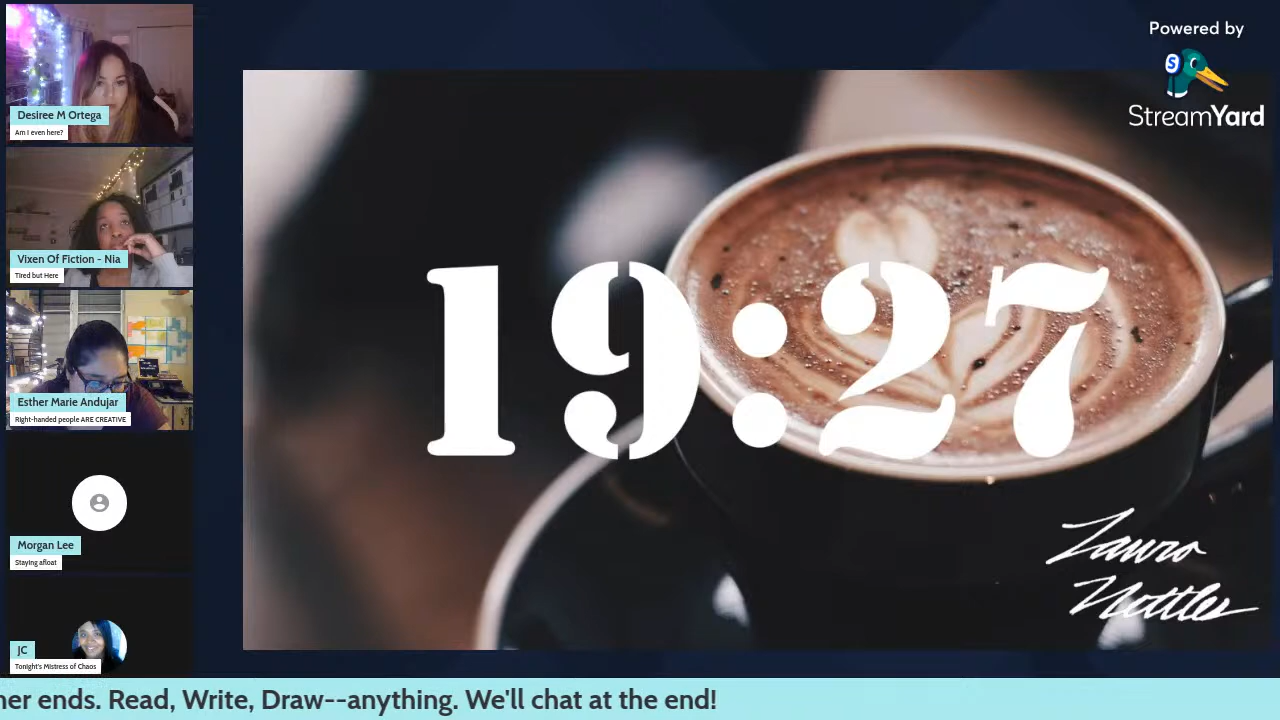 Powered by
StreamYard
Desiree M Ortega
Am I even here?
Vixen Of Fiction - Nia
Tired but Here
Esther Marie Andujar
Right-handed people ARE CREATIVE
Morgan Lee
Staying afloat
JC
Tonight's Mistress of Chaos
19:27
ner ends. Read, Write, Draw--anything. We'll chat at the end!